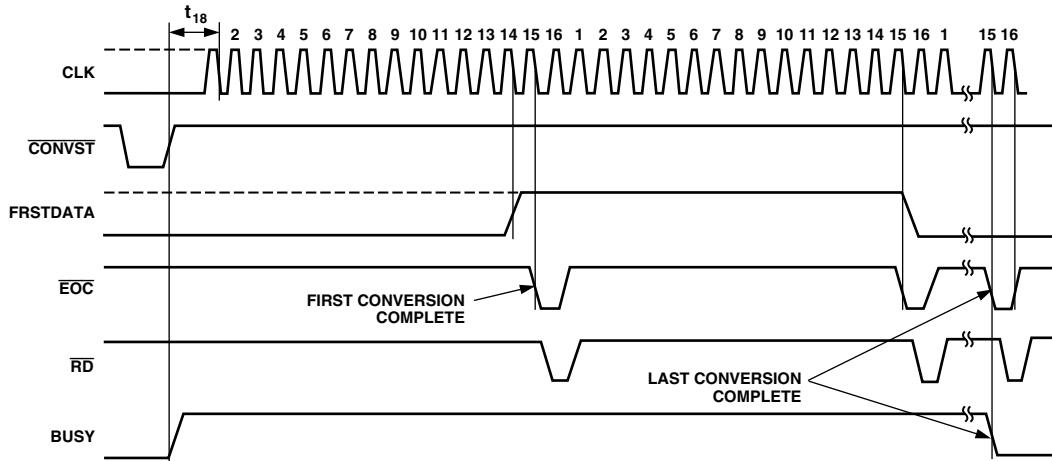 t18
2 3 4 5 6 7 8 9 10 11 12 13 14 15 16 1 2 3 4 5 6 7 8 9 10 11 12 13 14 15 16 1 15 16
CLK
CONVST
FRSTDATA
EOC
FIRST CONVERSION
COMPLETE
RD
LAST CONVERSION
COMPLETE
BUSY